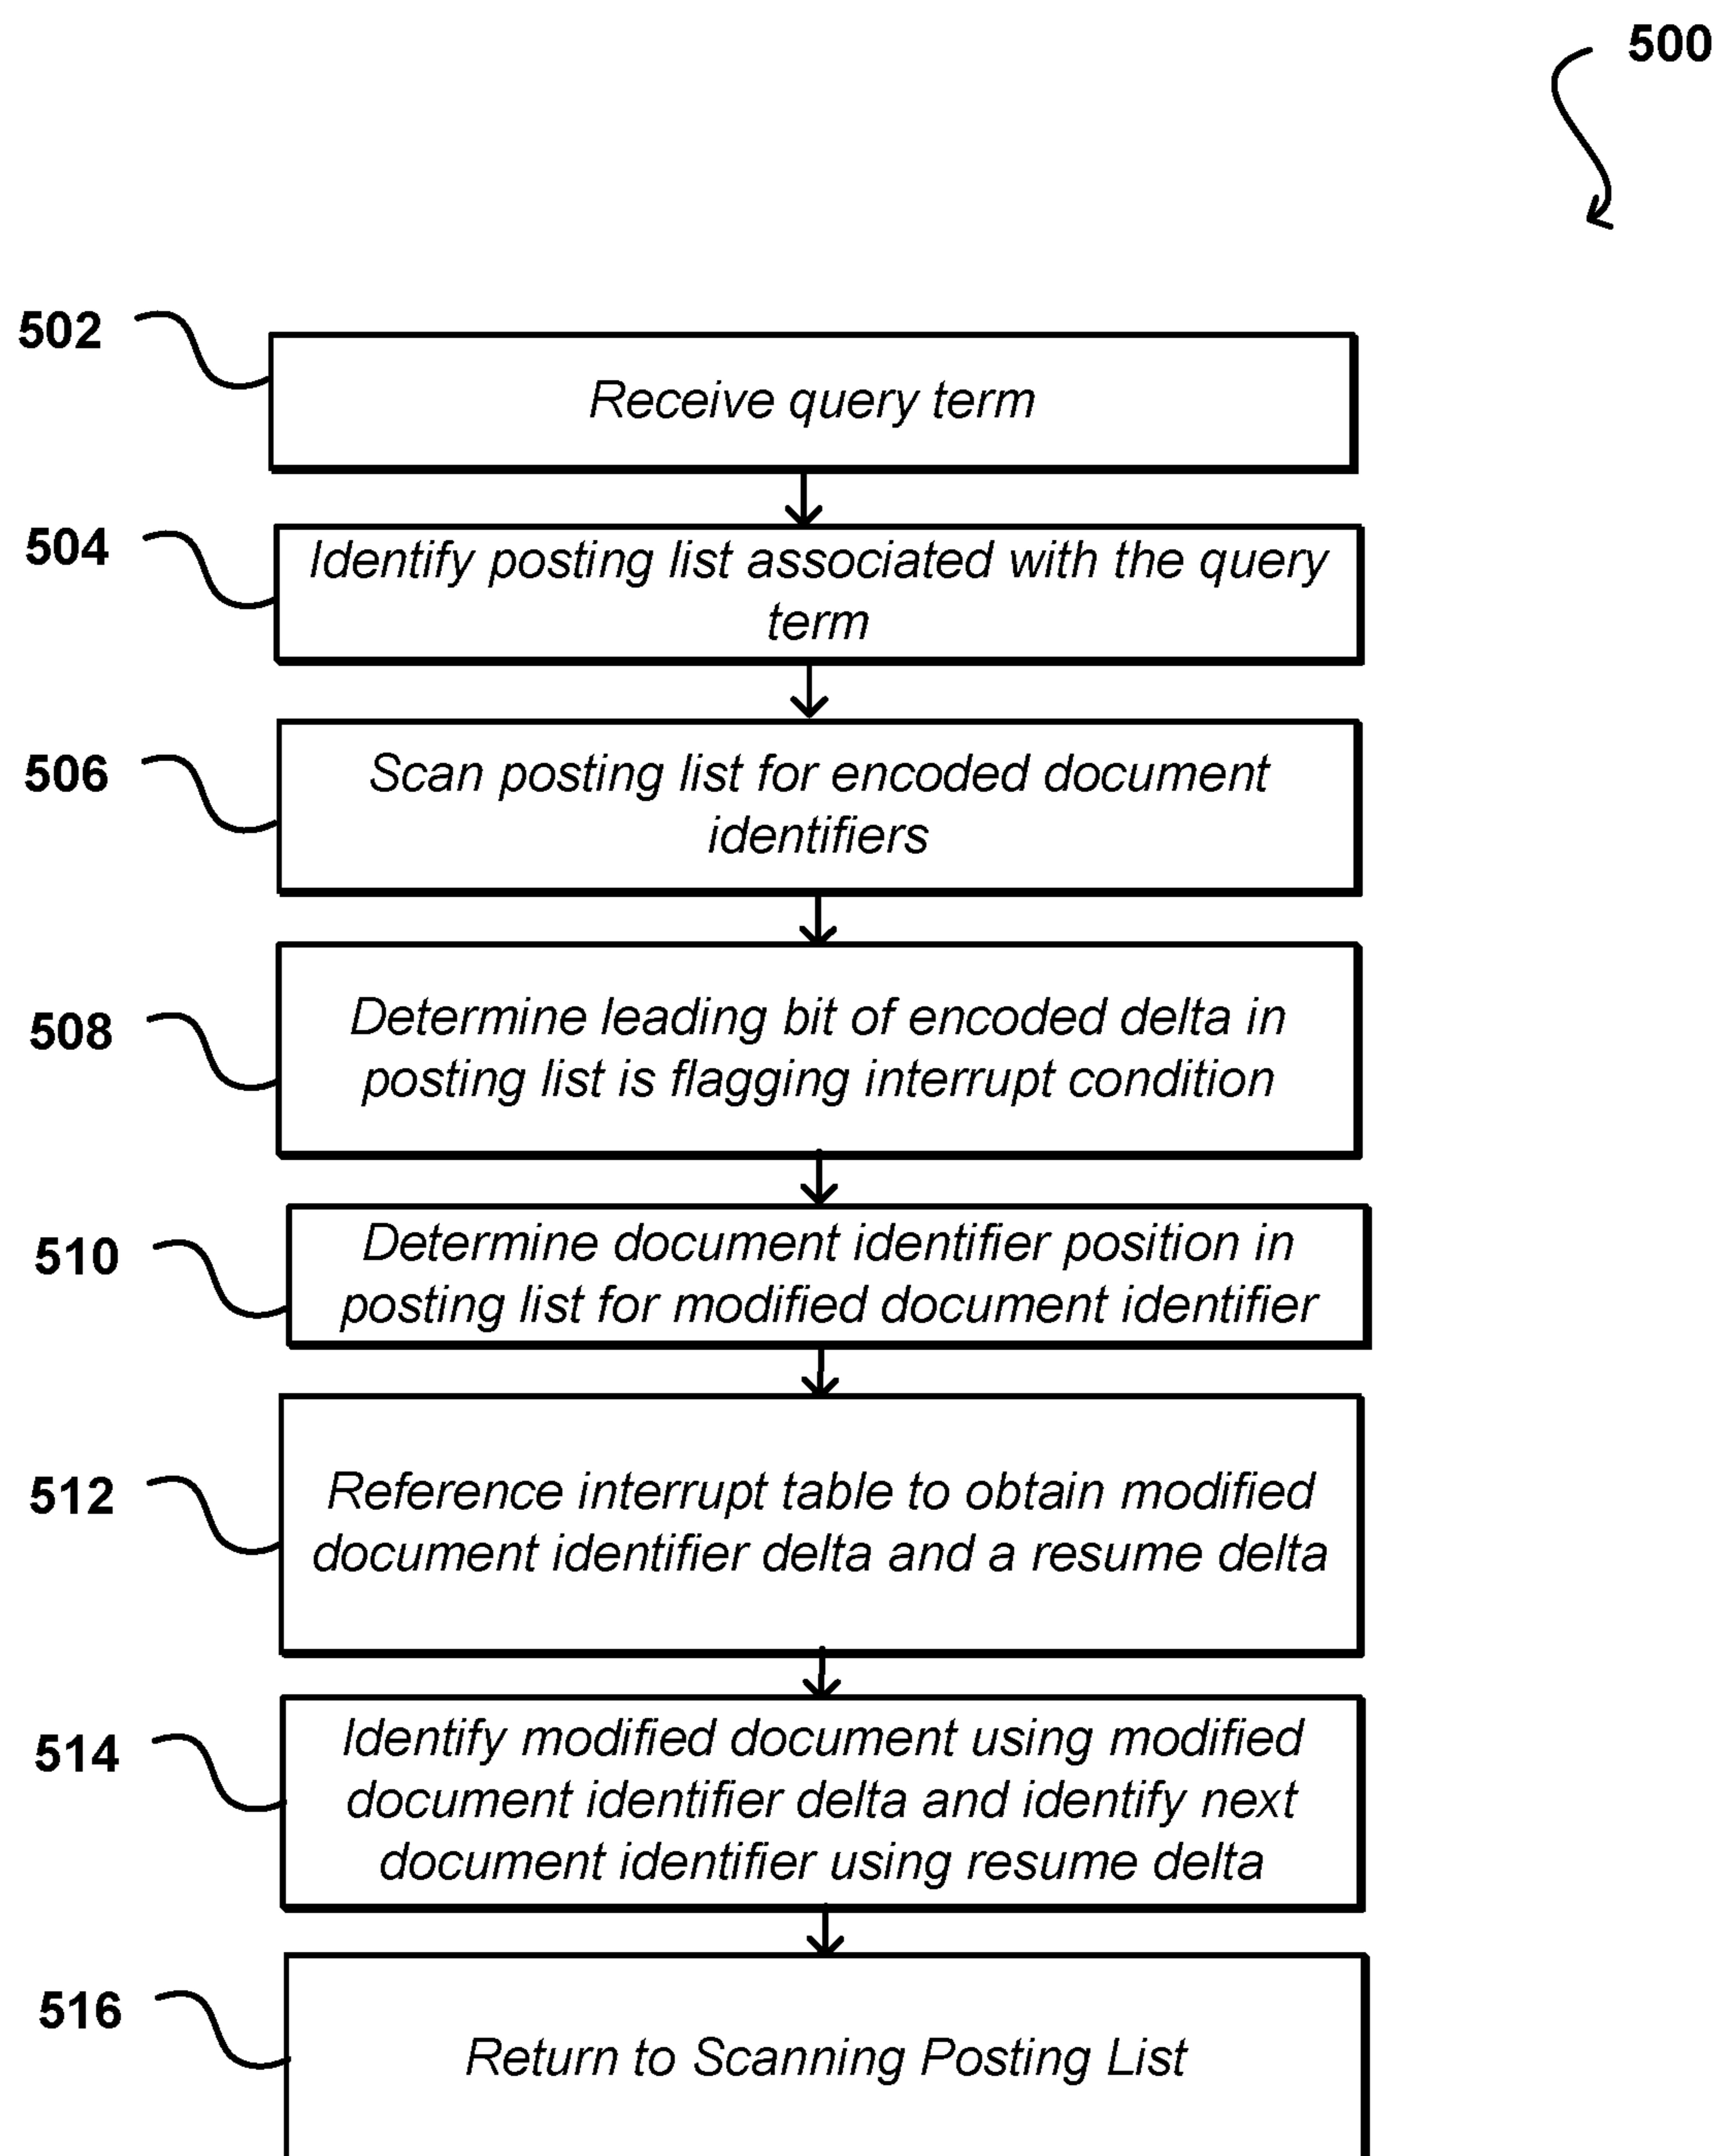 500
502
Receive query term
504
Identify posting list associated with the query
term
506
Scan posting list for encoded document
identifiers
508
Determine leading bit of encoded delta in
posting list is flagging interrupt condition
510
Determine document identifier position in
posting list for modified document identifier
512
Reference interrupt table to obtain modified
document identifier delta and a resume delta
514
Identify modified document using modified
document identifier delta and identify next
document identifier using resume delta
516
Return to Scanning Posting List